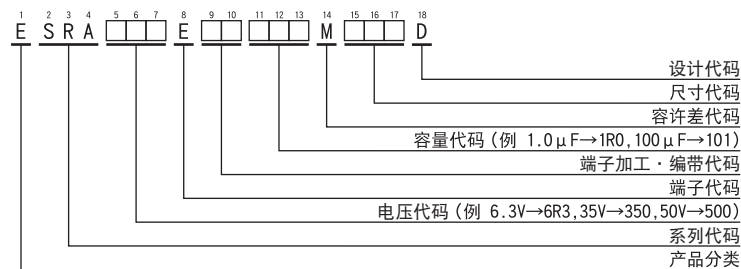 1 2 3 4 5 6 7 8 9 10 11 12 13 14 15 16 17 18
E SRA □□□ E □□ □□□ M □□□ D
设计代码
尺寸代码
容许差代码
容量代码 (例 1.0μF→1R0,100μF→101)
端子加工·编带代码
端子代码
电压代码 (例 6.3V→6R3,35V→350,50V→500)
系列代码
产品分类